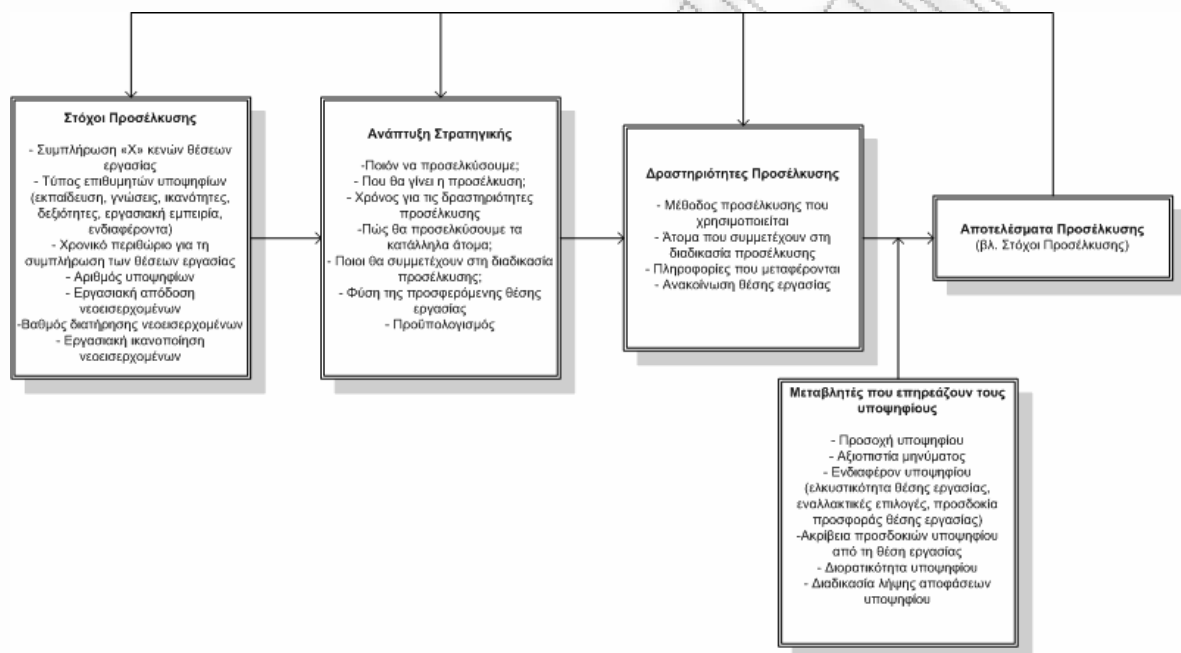 Στόχοι Προσέλκυσης
- Συμπλήρωση «Χ» κενών θέσεων
εργασίας
- Τύπος επιθυμητών υποψηφίων
(εκπαίδευση, γνώσεις, ικανότητες,
δεξιότητες, εργασιακή εμπειρία,
ενδιαφέροντα)
- Χρονικό περιθώριο για τη
συμπλήρωση των θέσεων εργασίας
- Αριθμός υποψηφίων
- Εργασιακή απόδοση
νεοεισερχομένων
-Βαθμός διατήρησης νεοεισερχομένων
- Εργασιακή ικανοποίηση
νεοεισερχομένων
Ανάπτυξη Στρατηγικής
-Ποιόν να προσελκύσουμε;
- Που θα γίνει η προσέλκυση;
- Χρόνος για τις δραστηριότητες
προσέλκυσης
-Πώς θα προσελκύσουμε τα
κατάλληλα άτομα;
- Ποιοι θα συμμετέχουν στη διαδικασία
προσέλκυσης;
- Φύση της προσφερόμενης θέσης
εργασίας
- Προϋπολογισμός
Δραστηριότητες Προσέλκυσης
- Μέθοδος προσέλκυσης που
χρησιμοποιείται
- Άτομα που συμμετέχουν στη
διαδικασία προσέλκυσης
- Πληροφορίες που μεταφέρονται
- Ανακοίνωση θέσης εργασίας
Αποτελέσματα Προσέλκυσης
(βλ. Στόχοι Προσέλκυσης)
Μεταβλητές που επηρεάζουν τους
υποψηφίους
- Προσοχή υποψηφίου
- Αξιοπιστία μηνύματος
- Ενδιαφέρον υποψηφίου
(ελκυστικότητα θέσης εργασίας,
εναλλακτικές επιλογές, προσδοκία
προσφοράς θέσης εργασίας)
-Ακρίβεια προσδοκιών υποψηφίου
από τη θέση εργασίας
- Διορατικότητα υποψηφίου
- Διαδικασία λήψης αποφάσεων
υποψηφίου